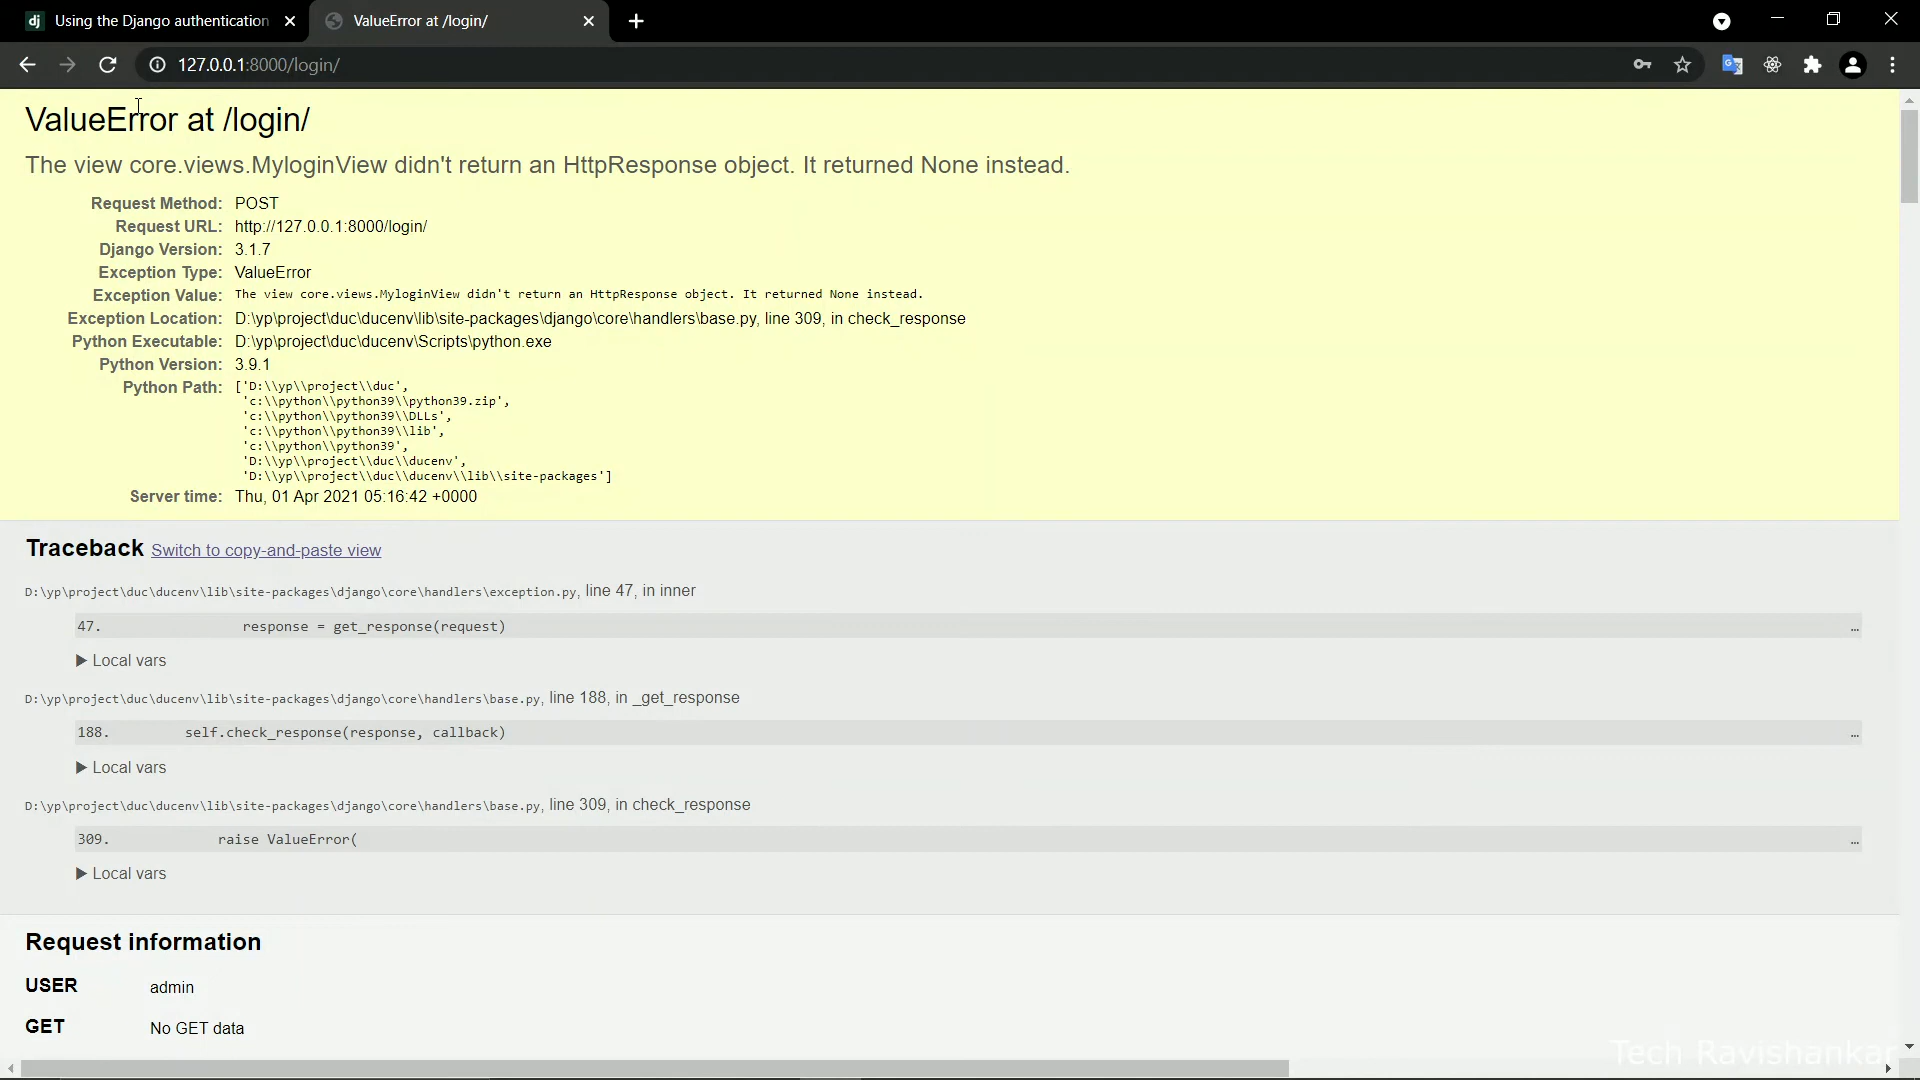 Using the Django authentication
ValueError at /login/
127.0.0.1:8000/login/
ValueError at /login/
The view core.views.MyloginView didn't return an HttpResponse object. It returned None instead.
Request Method: POST
Request URL: http://127.0.0.1:8000/login/
Django Version: 3.1.7
Exception Type: ValueError
Exception Value: The view core.views.MyloginView didn't return an HttpResponse object. It returned None instead.
Exception Location: D:\yp\project\duc\ducenv\lib\site-packages\django\core\handlers\base.py, line 309, in check_response
Python Executable: D:\yp\project\duc\ducenv\Scripts\python.exe
Python Version: 3.9.1
Python Path: ['D:\\yp\\project\\duc',
'c:\\python\\python39\\python39.zip',
'c:\\python\\python39\\DLLs',
'c:\\python\\python39\\lib',
'c:\\python\\python39',
'D:\\yp\\project\\duc\\ducenv',
'D:\\yp\\project\\duc\\ducenv\\lib\\site-packages']
Server time: Thu, 01 Apr 2021 05:16:42 +0000
Traceback Switch to copy-and-paste view
D:\yp\project\duc\ducenv\lib\site-packages\django\core\handlers\exception.py, line 47, in inner
47. response = get_response(request) …
▶ Local vars
D:\yp\project\duc\ducenv\lib\site-packages\django\core\handlers\base.py, line 188, in _get_response
188. self.check_response(response, callback) …
▶ Local vars
D:\yp\project\duc\ducenv\lib\site-packages\django\core\handlers\base.py, line 309, in check_response
309. raise ValueError( …
▶ Local vars
Request information
USER admin
GET No GET data
Tech Ravishankar